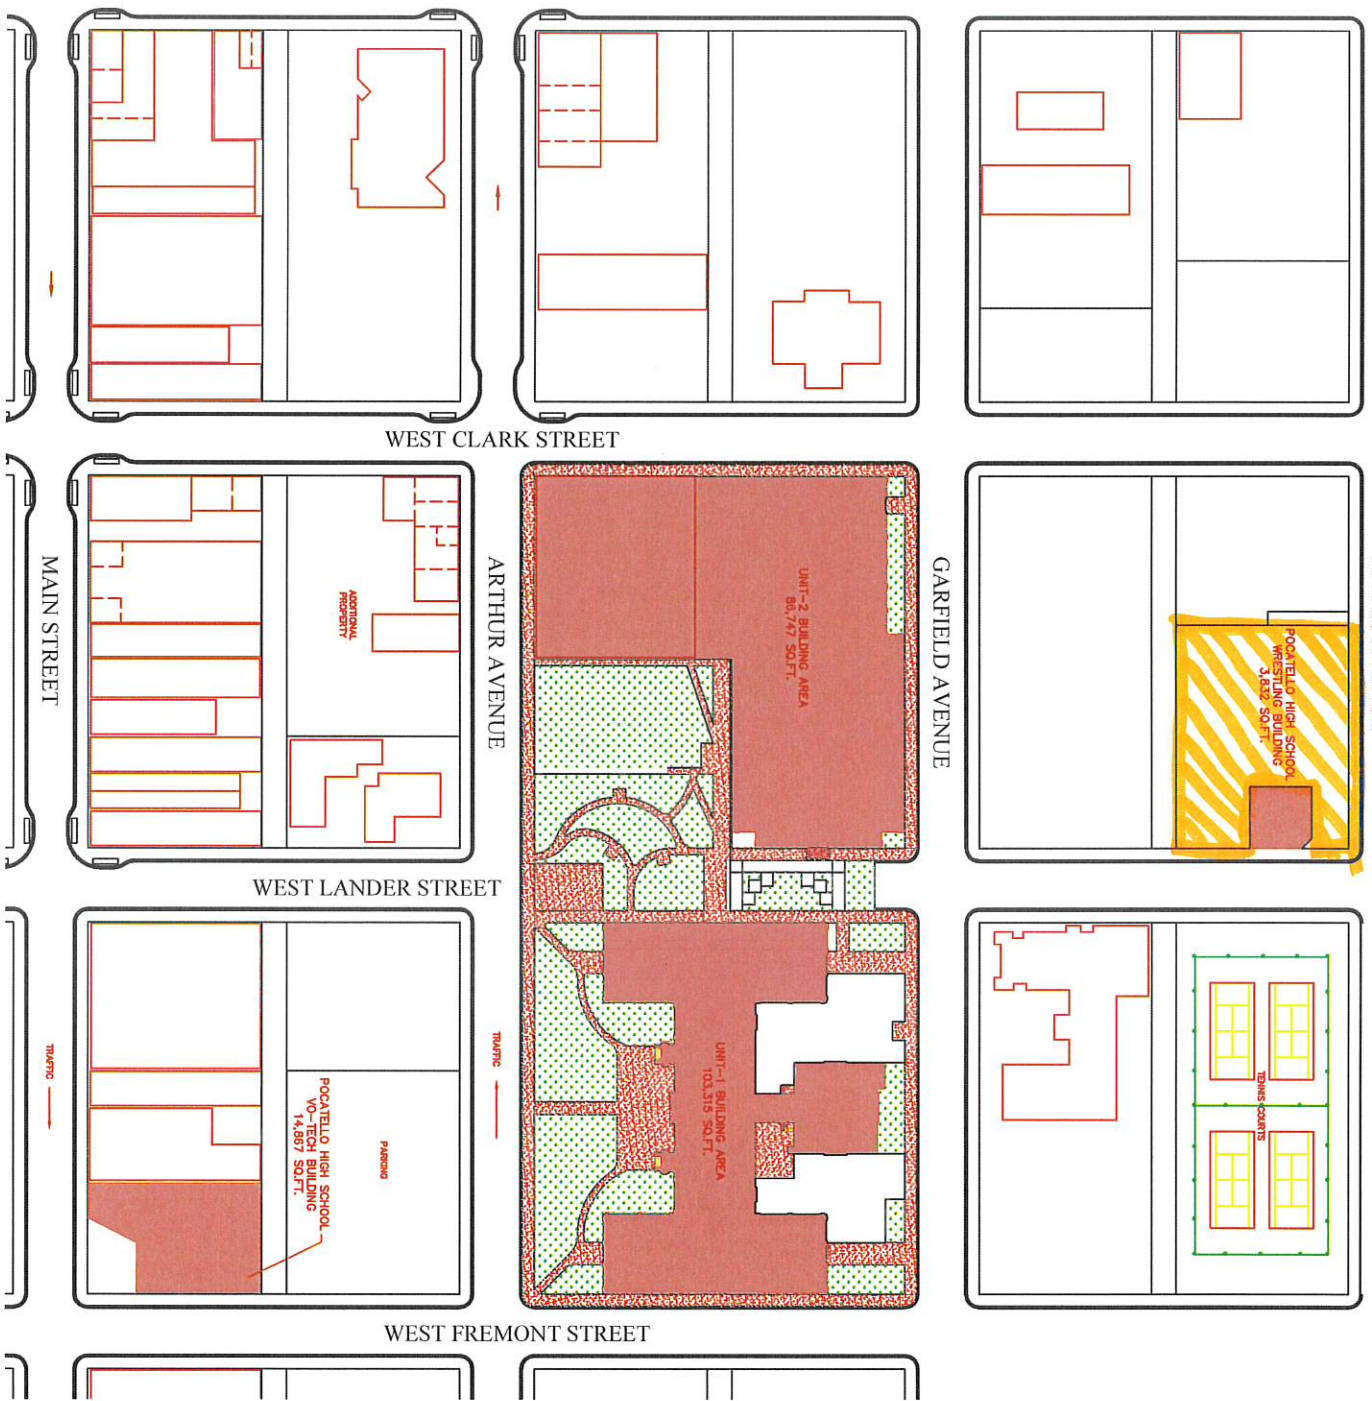 WEST CLARK STREET
MAIN STREET
ADDITIONAL
PROPERTY
ARTHUR AVENUE
UNIT-2 BUILDING AREA
86,747 SQ.FT.
GARFIELD AVENUE
POCATELLO HIGH SCHOOL
WRESTLING BUILDING
3,832 SQ.FT.
WEST LANDER STREET
TRAFFIC
POCATELLO HIGH SCHOOL
VO-TECH BUILDING
14,867 SQ.FT.
PARKING
TRAFFIC
UNIT-1 BUILDING AREA
103,315 SQ.FT.
TENNIS COURTS
WEST FREMONT STREET